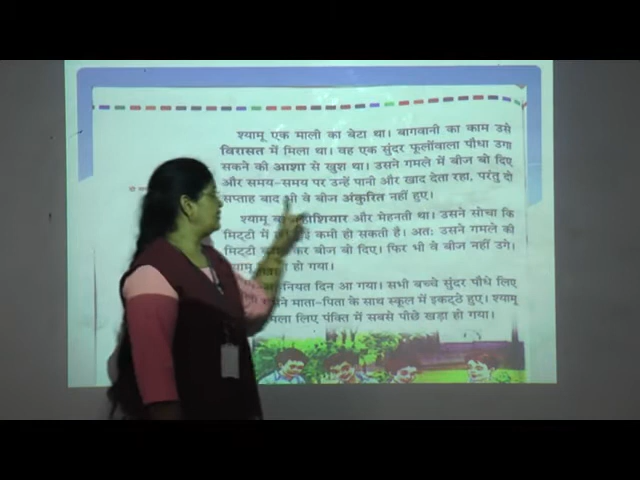 श्यामू एक माली का बेटा था। बागवानी का काम उसे
विरासत में मिला था। वह एक सुंदर फूलोंवाला पौधा उगा
सकने की आशा से खुश था। उसने गमले में बीज बो दिए
और समय-समय पर उन्हें पानी और खाद देता रहा, परंतु दो
सप्ताह बाद भी वे बीज अंकुरित नहीं हुए।
श्यामू और मेहनती था। उसने सोचा कि
मिट्टी में कमी हो सकती है। अतः उसने गमले की
मिट्टी कर बीज बो दिए। फिर भी वे बीज नहीं उगे।
हो गया।
दिन आ गया। सभी बच्चे सुंदर पौधे लिए
माता-पिता के साथ स्कूल में इकट्ठे हुए। श्यामू
लिए पंक्ति में सबसे पीछे खड़ा हो गया।